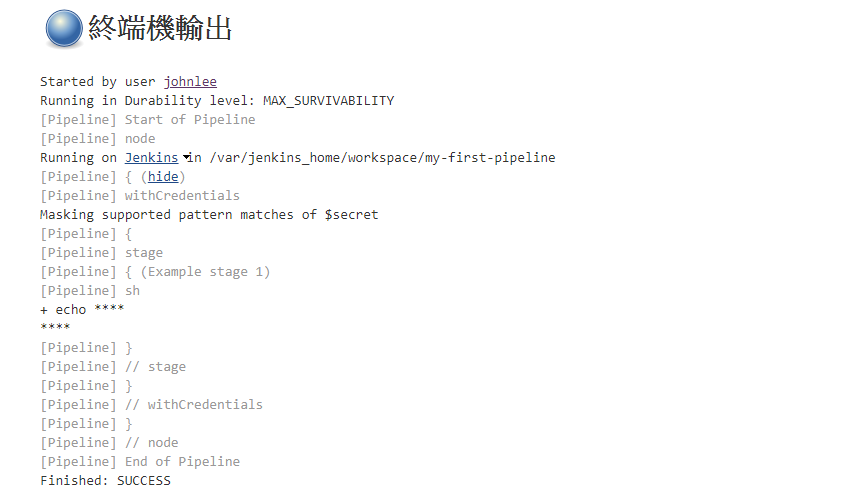 終端機輸出
Started by user johnlee
Running in Durability level: MAX_SURVIVABILITY
[Pipeline] Start of Pipeline
[Pipeline] node
Running on Jenkins in /var/jenkins_home/workspace/my-first-pipeline
[Pipeline] { (hide)
[Pipeline] withCredentials
Masking supported pattern matches of $secret
[Pipeline] {
[Pipeline] stage
[Pipeline] { (Example stage 1)
[Pipeline] sh
+ echo ****
****
[Pipeline] }
[Pipeline] // stage
[Pipeline] }
[Pipeline] // withCredentials
[Pipeline] }
[Pipeline] // node
[Pipeline] End of Pipeline
Finished: SUCCESS